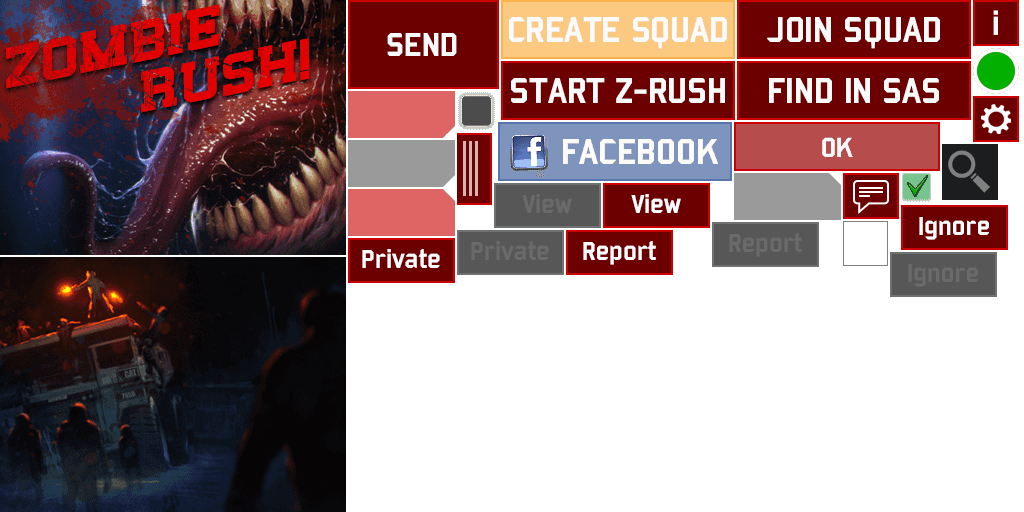 ZOMBIE
RUSH!
SEND
CREATE SQUAD
JOIN SQUAD
i
START Z-RUSH
FIND IN SAS
f FACEBOOK
OK
View
View
Ignore
Private
Private
Report
Report
Ignore
CAT